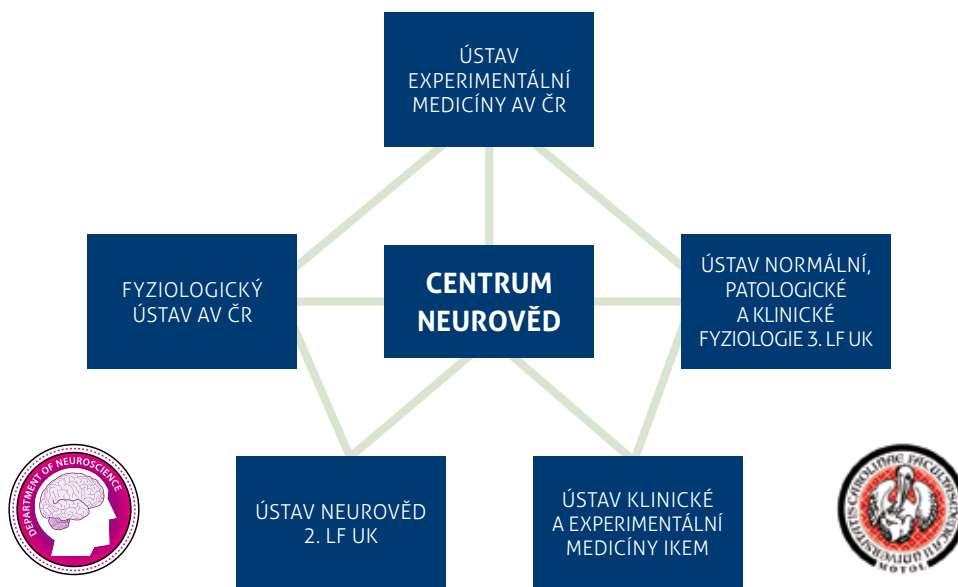 ÚSTAV
EXPERIMENTÁLNÍ
MEDICÍNY AV ČR
FYZIOLOGICKÝ
ÚSTAV AV ČR
CENTRUM
NEUROVĚD
ÚSTAV NORMÁLNÍ,
PATOLOGICKÉ
A KLINICKÉ
FYZIOLOGIE 3. LF UK
DEPARTMENT OF NEUROSCIENCE
ÚSTAV NEUROVĚD
2. LF UK
ÚSTAV KLINICKÉ
A EXPERIMENTÁLNÍ
MEDICÍNY IKEM
MOTOL